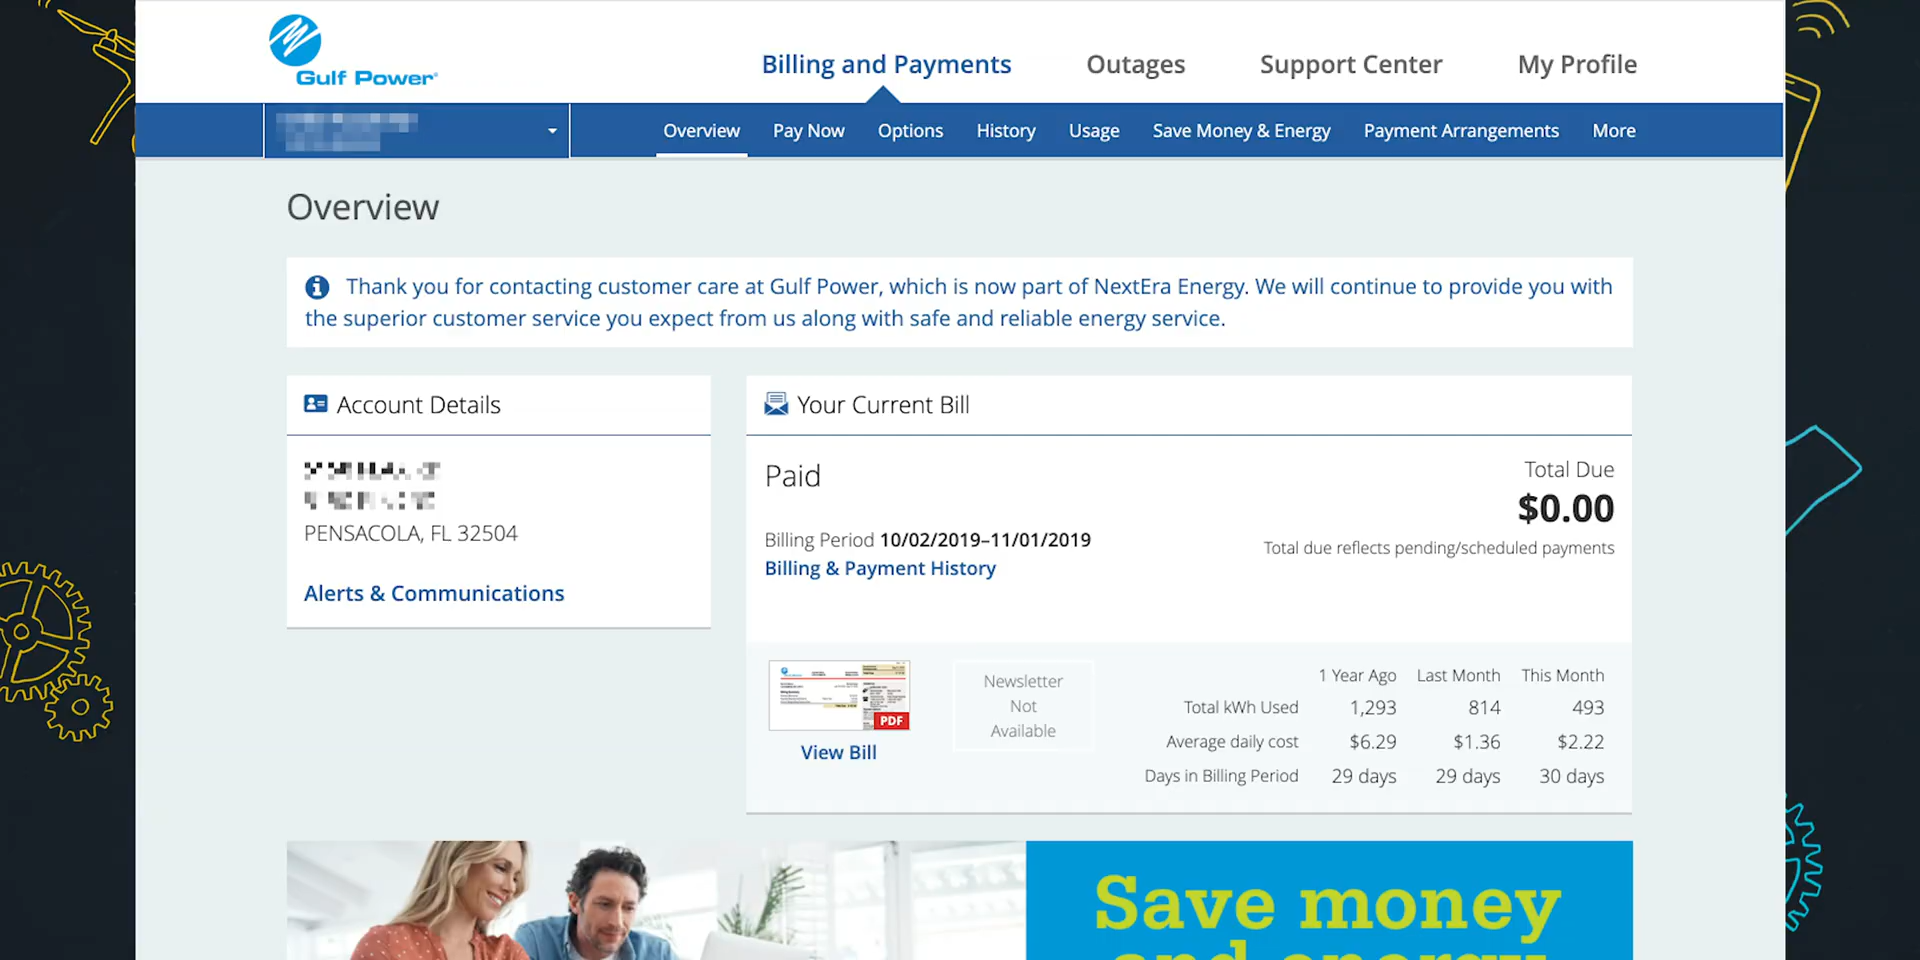 Gulf Power
Billing and Payments
Outages
Support Center
My Profile
Overview
Pay Now
Options
History
Usage
Save Money & Energy
Payment Arrangements
More
Overview
Thank you for contacting customer care at Gulf Power, which is now part of NextEra Energy. We will continue to provide you with
the superior customer service you expect from us along with safe and reliable energy service.
Account Details
PENSACOLA, FL 32504
Alerts & Communications
Your Current Bill
Paid
Total Due
$0.00
Billing Period 10/02/2019–11/01/2019
Total due reflects pending/scheduled payments
Billing & Payment History
PDF
View Bill
Newsletter
Not
Available
1 Year Ago Last Month This Month
Total kWh Used 1,293 814 493
Average daily cost $6.29 $1.36 $2.22
Days in Billing Period 29 days 29 days 30 days
Save money
and energy